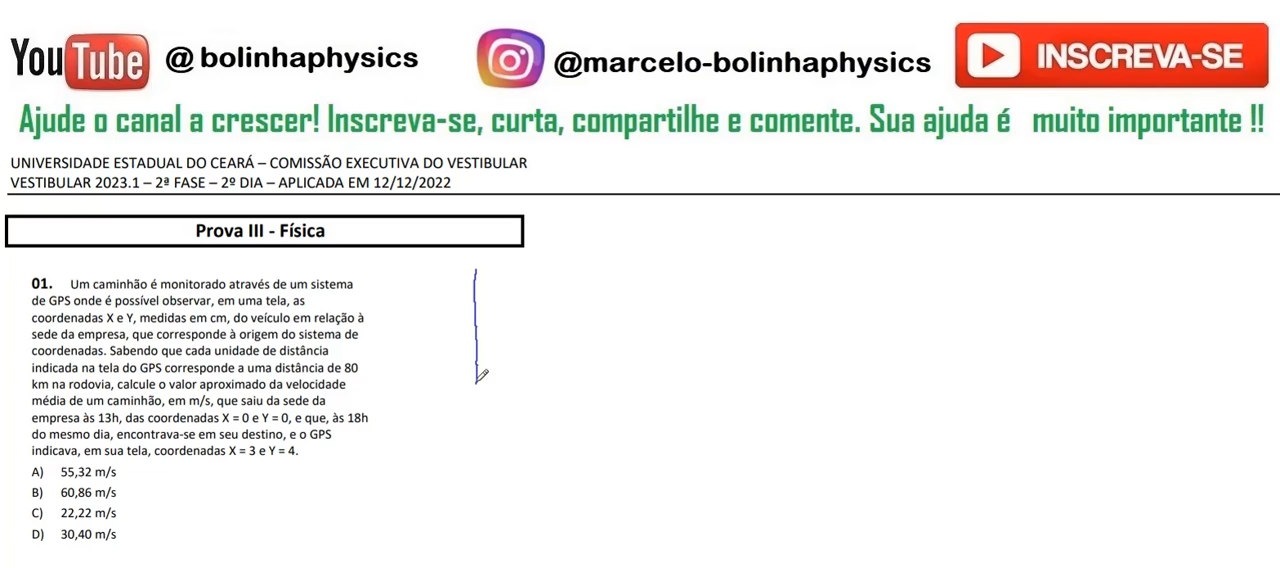 YouTube @ bolinhaphysics @marcelo-bolinhaphysics INSCREVA-SE
Ajude o canal a crescer! Inscreva-se, curta, compartilhe e comente. Sua ajuda é muito importante !!
UNIVERSIDADE ESTADUAL DO CEARÁ – COMISSÃO EXECUTIVA DO VESTIBULAR
VESTIBULAR 2023.1 – 2ª FASE – 2º DIA – APLICADA EM 12/12/2022
Prova III - Física
01. Um caminhão é monitorado através de um sistema
de GPS onde é possível observar, em uma tela, as
coordenadas X e Y, medidas em cm, do veículo em relação à
sede da empresa, que corresponde à origem do sistema de
coordenadas. Sabendo que cada unidade de distância
indicada na tela do GPS corresponde a uma distância de 80
km na rodovia, calcule o valor aproximado da velocidade
média de um caminhão, em m/s, que saiu da sede da
empresa às 13h, das coordenadas X = 0 e Y = 0, e que, às 18h
do mesmo dia, encontrava-se em seu destino, e o GPS
indicava, em sua tela, coordenadas X = 3 e Y = 4.
A) 55,32 m/s
B) 60,86 m/s
C) 22,22 m/s
D) 30,40 m/s